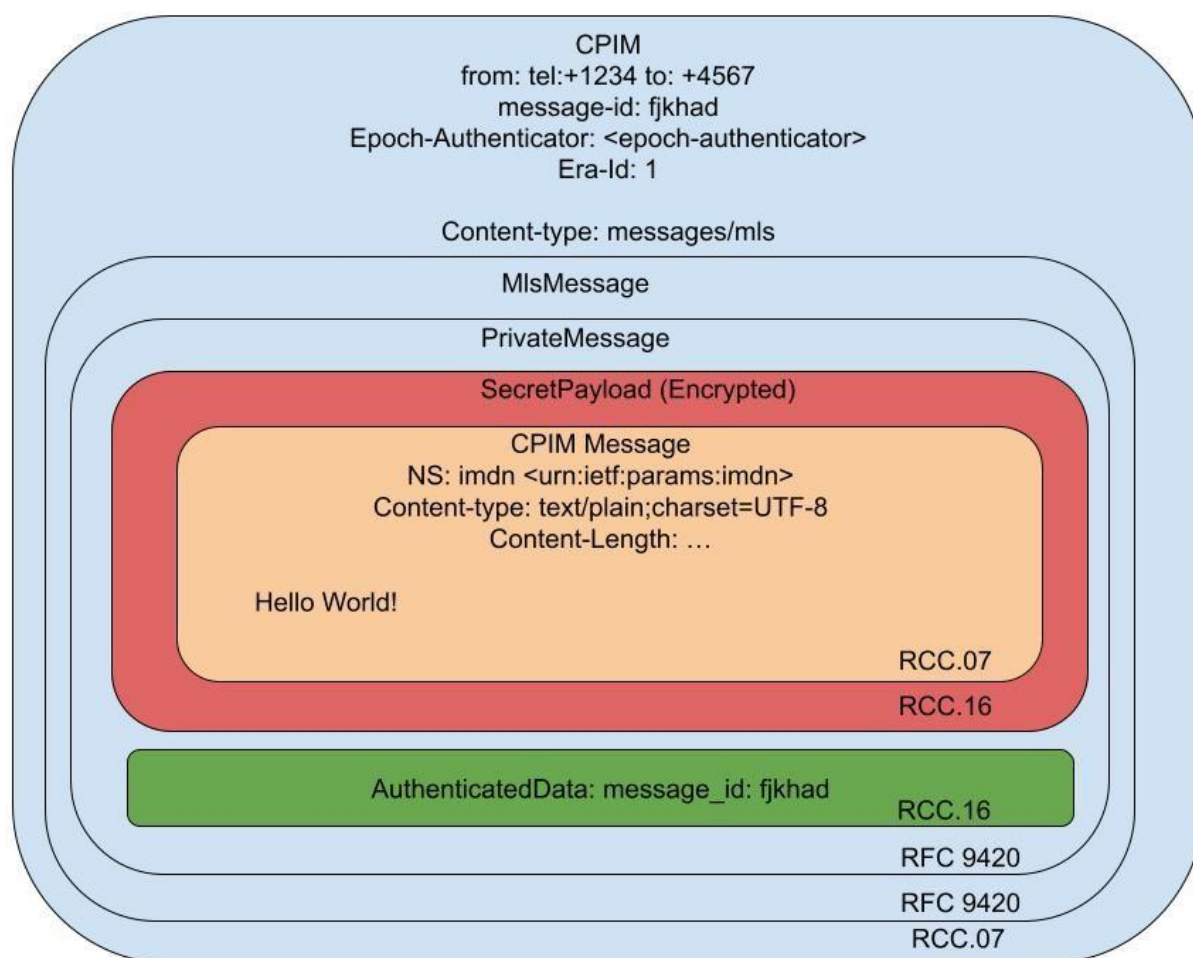 CPIM
from: tel:+1234 to: +4567
message-id: fjkhad
Epoch-Authenticator: <epoch-authenticator>
Era-Id: 1
Content-type: messages/mls
MlsMessage
PrivateMessage
SecretPayload (Encrypted)
CPIM Message
NS: imdn <urn:ietf:params:imdn>
Content-type: text/plain;charset=UTF-8
Content-Length: …
Hello World!
RCC.07
RCC.16
AuthenticatedData: message_id: fjkhad
RCC.16
RFC 9420
RFC 9420
RCC.07